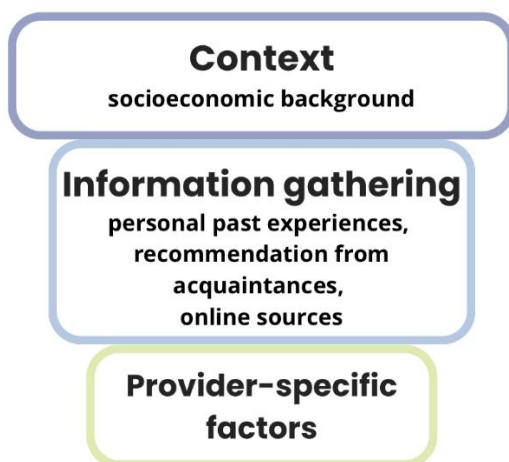 Context
socioeconomic background
Information gathering
personal past experiences,
recommendation from
acquaintances,
online sources
Provider-specific
factors